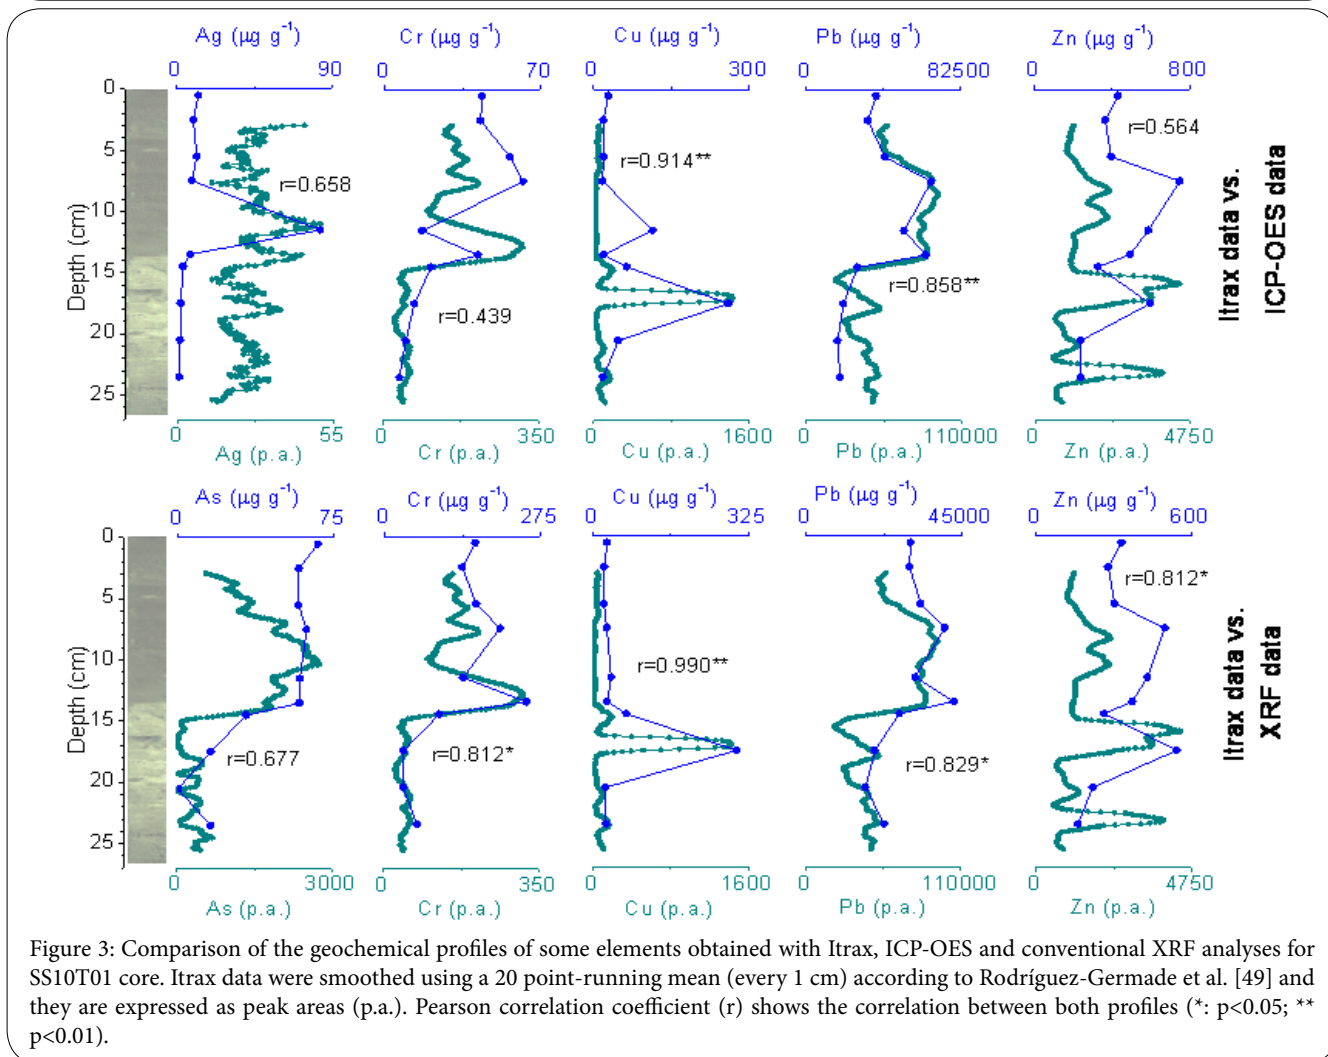 Ag (µg g⁻¹) Cr (µg g⁻¹) Cu (µg g⁻¹) Pb (µg g⁻¹) Zn (µg g⁻¹)
0 90 0 70 0 300 0 82500 0 800
0
5
10
15
20
25
Depth (cm)
r=0.658
r=0.439
r=0.914**
r=0.858**
r=0.564
Itrax data vs.
ICP-OES data
0 55 0 350 0 1600 0 110000 0 4750
Ag (p.a.) Cr (p.a.) Cu (p.a.) Pb (p.a.) Zn (p.a.)
As (µg g⁻¹) Cr (µg g⁻¹) Cu (µg g⁻¹) Pb (µg g⁻¹) Zn (µg g⁻¹)
0 75 0 275 0 325 0 45000 0 600
0
5
10
15
20
25
Depth (cm)
r=0.677
r=0.812*
r=0.990**
r=0.829*
r=0.812*
Itrax data vs.
XRF data
0 3000 0 350 0 1600 0 110000 0 4750
As (p.a.) Cr (p.a.) Cu (p.a.) Pb (p.a.) Zn (p.a.)
Figure 3: Comparison of the geochemical profiles of some elements obtained with Itrax, ICP-OES and conventional XRF analyses for
SS10T01 core. Itrax data were smoothed using a 20 point-running mean (every 1 cm) according to Rodríguez-Germade et al. [49] and
they are expressed as peak areas (p.a.). Pearson correlation coefficient (r) shows the correlation between both profiles (*: p<0.05; **
p<0.01).